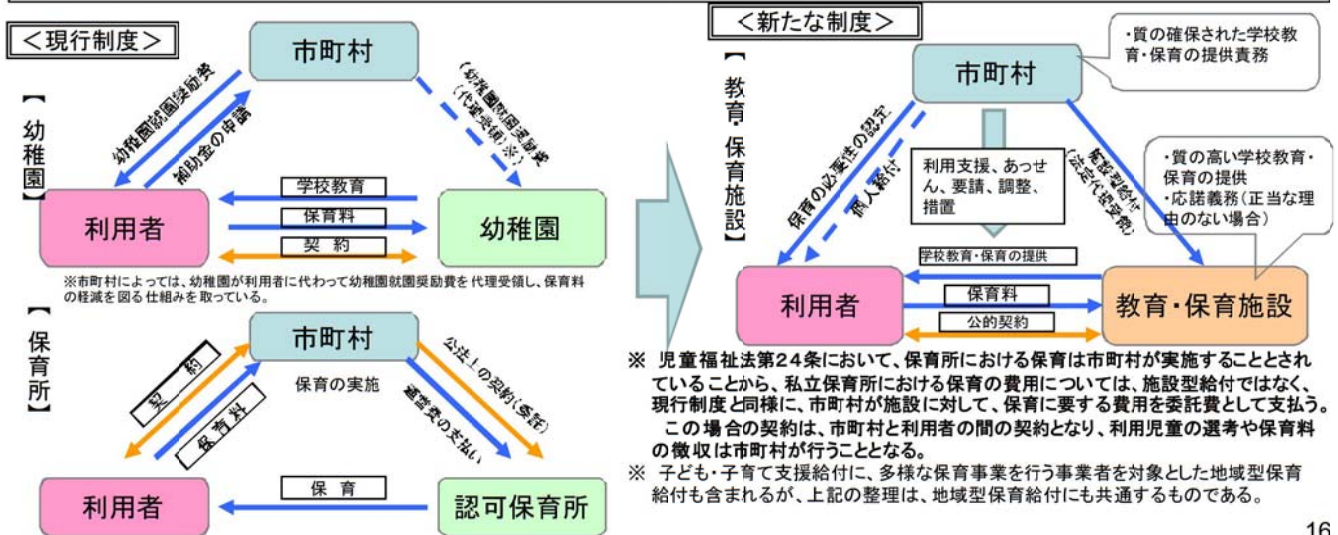 ＜現行制度＞
【幼稚園】
市町村
幼稚園就園奨励費
補助金の申請
（幼稚園就園奨励費
（代理受領）※）
学校教育
保育料
契 約
利用者
幼稚園
※市町村によっては、幼稚園が利用者に代わって幼稚園就園奨励費を代理受領し、保育料
の軽減を図る仕組みを取っている。
【保育所】
市町村
保育の実施
契 約
保育料
公法上の契約（委託）
運営費の支払い
保 育
利用者
認可保育所
＜新たな制度＞
【教育・保育施設】
市町村
・質の確保された学校教
育・保育の提供責務
保育の必要性の認定
個人給付
利用支援、あっせ
ん、要請、調整、
措置
施設型給付
（法定代理受領）
・質の高い学校教育・
保育の提供
・応諾義務（正当な理
由のない場合）
学校教育・保育の提供
保育料
公的契約
利用者
教育・保育施設
※ 児童福祉法第２４条において、保育所における保育は市町村が実施することとされ
ていることから、私立保育所における保育の費用については、施設型給付ではなく、
現行制度と同様に、市町村が施設に対して、保育に要する費用を委託費として支払う。
この場合の契約は、市町村と利用者の間の契約となり、利用児童の選考や保育料
の徴収は市町村が行うこととなる。
※ 子ども・子育て支援給付に、多様な保育事業を行う事業者を対象とした地域型保育
給付も含まれるが、上記の整理は、地域型保育給付にも共通するものである。
16